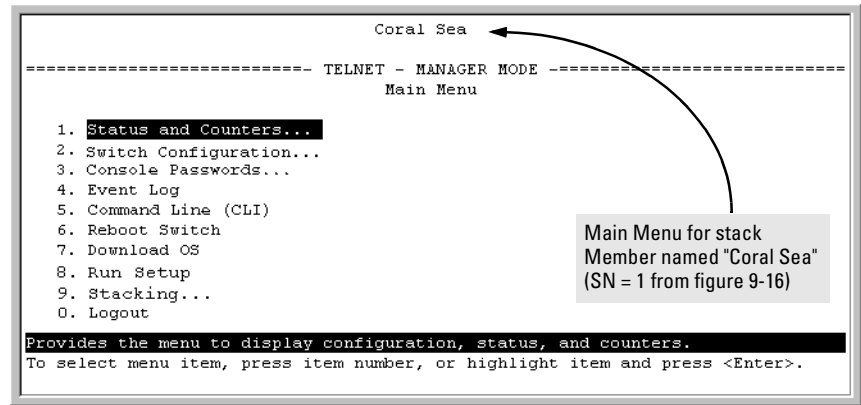 Coral Sea
===========================- TELNET - MANAGER MODE -============================
Main Menu
1. Status and Counters...
2. Switch Configuration...
3. Console Passwords...
4. Event Log
5. Command Line (CLI)
6. Reboot Switch
7. Download OS
8. Run Setup
9. Stacking...
0. Logout
Main Menu for stack
Member named "Coral Sea"
(SN = 1 from figure 9-16)
Provides the menu to display configuration, status, and counters.
To select menu item, press item number, or highlight item and press <Enter>.